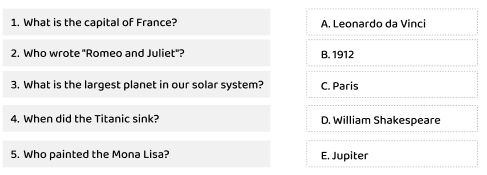 1. What is the capital of France?
A. Leonardo da Vinci
2. Who wrote "Romeo and Juliet"?
B. 1912
3. What is the largest planet in our solar system?
C. Paris
4. When did the Titanic sink?
D. William Shakespeare
5. Who painted the Mona Lisa?
E. Jupiter